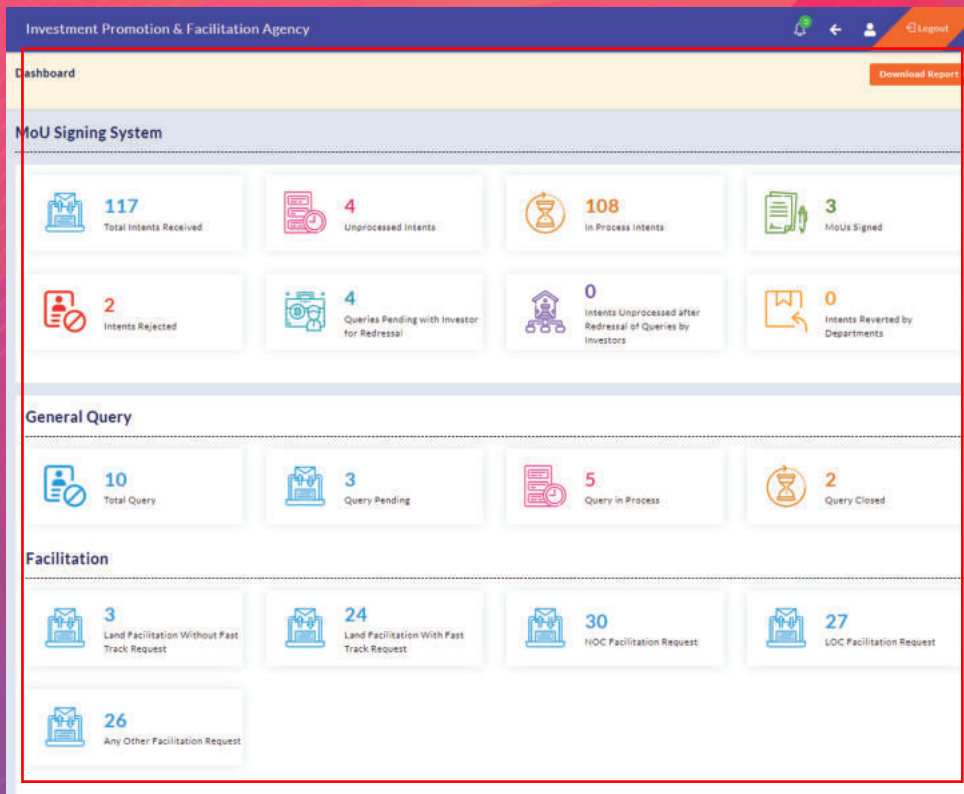 Investment Promotion & Facilitation Agency
0
Logout
Dashboard
Download Report
MoU Signing System
117
Total Intents Received
4
Unprocessed Intents
108
In Process Intents
3
MoUs Signed
2
Intents Rejected
4
Queries Pending with Investor
for Redressal
0
Intents Unprocessed after
Redressal of Queries by
Investors
0
Intents Reverted by
Departments
General Query
10
Total Query
3
Query Pending
5
Query in Process
2
Query Closed
Facilitation
3
Land Facilitation Without Fast
Track Request
24
Land Facilitation With Fast
Track Request
30
NOC Facilitation Request
27
LOC Facilitation Request
26
Any Other Facilitation Request